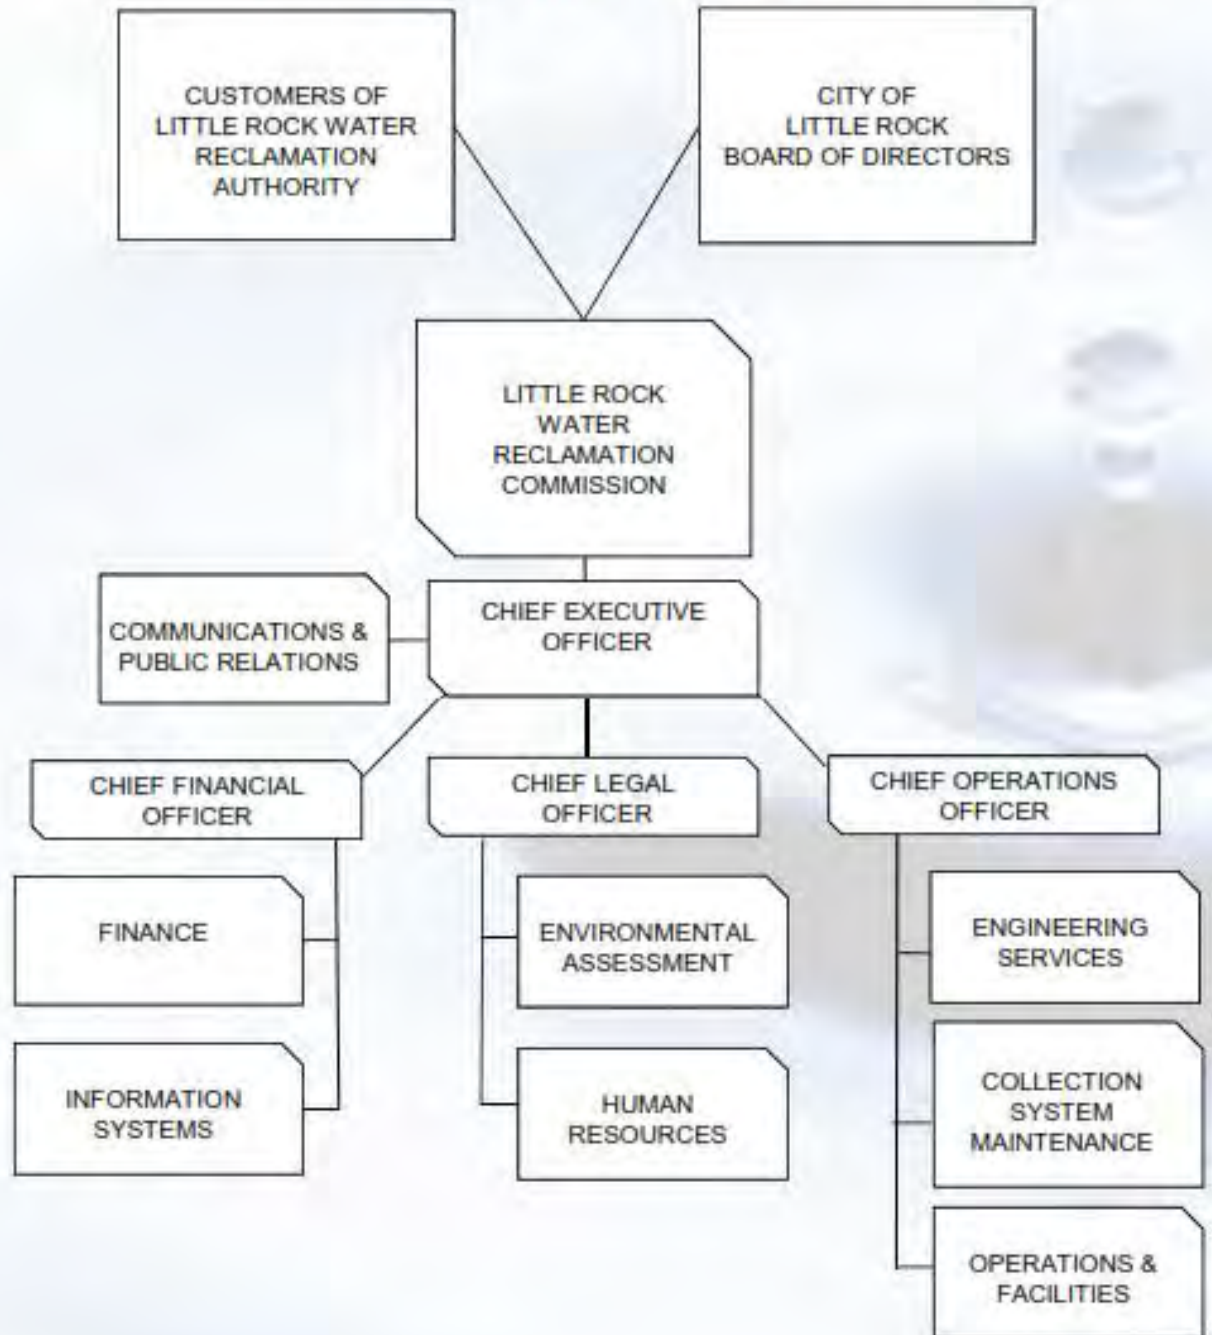 CUSTOMERS OF
LITTLE ROCK WATER
RECLAMATION
AUTHORITY
CITY OF
LITTLE ROCK
BOARD OF DIRECTORS
LITTLE ROCK
WATER
RECLAMATION
COMMISSION
COMMUNICATIONS &
PUBLIC RELATIONS
CHIEF EXECUTIVE
OFFICER
CHIEF FINANCIAL
OFFICER
CHIEF LEGAL
OFFICER
CHIEF OPERATIONS
OFFICER
FINANCE
ENVIRONMENTAL
ASSESSMENT
ENGINEERING
SERVICES
INFORMATION
SYSTEMS
HUMAN
RESOURCES
COLLECTION
SYSTEM
MAINTENANCE
OPERATIONS &
FACILITIES